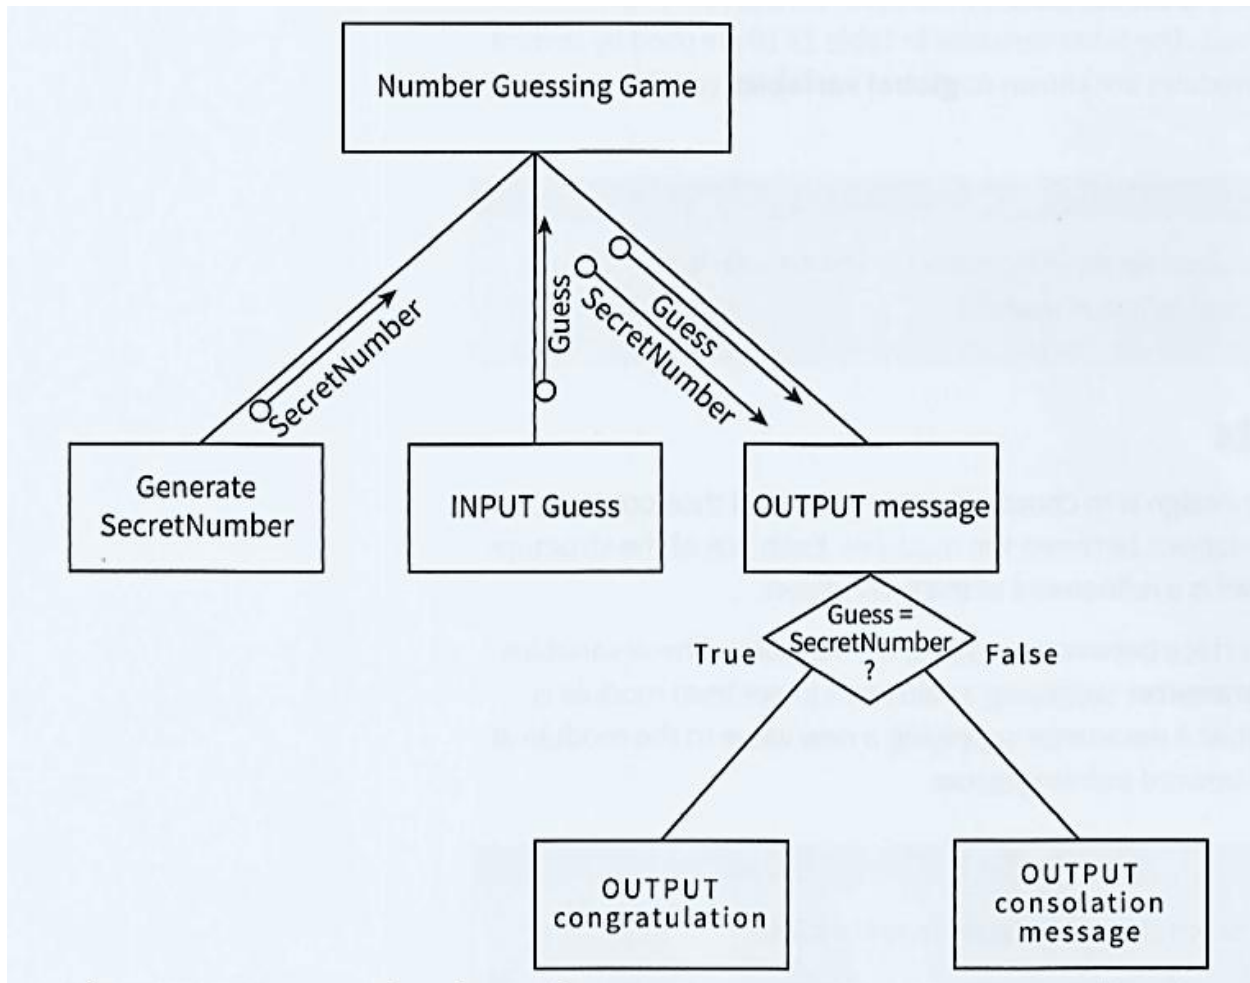 Number Guessing Game
SecretNumber
Guess
Guess
SecretNumber
Generate
SecretNumber
INPUT Guess
OUTPUT message
Guess =
SecretNumber
?
True
False
OUTPUT
congratulation
OUTPUT
consolation
message